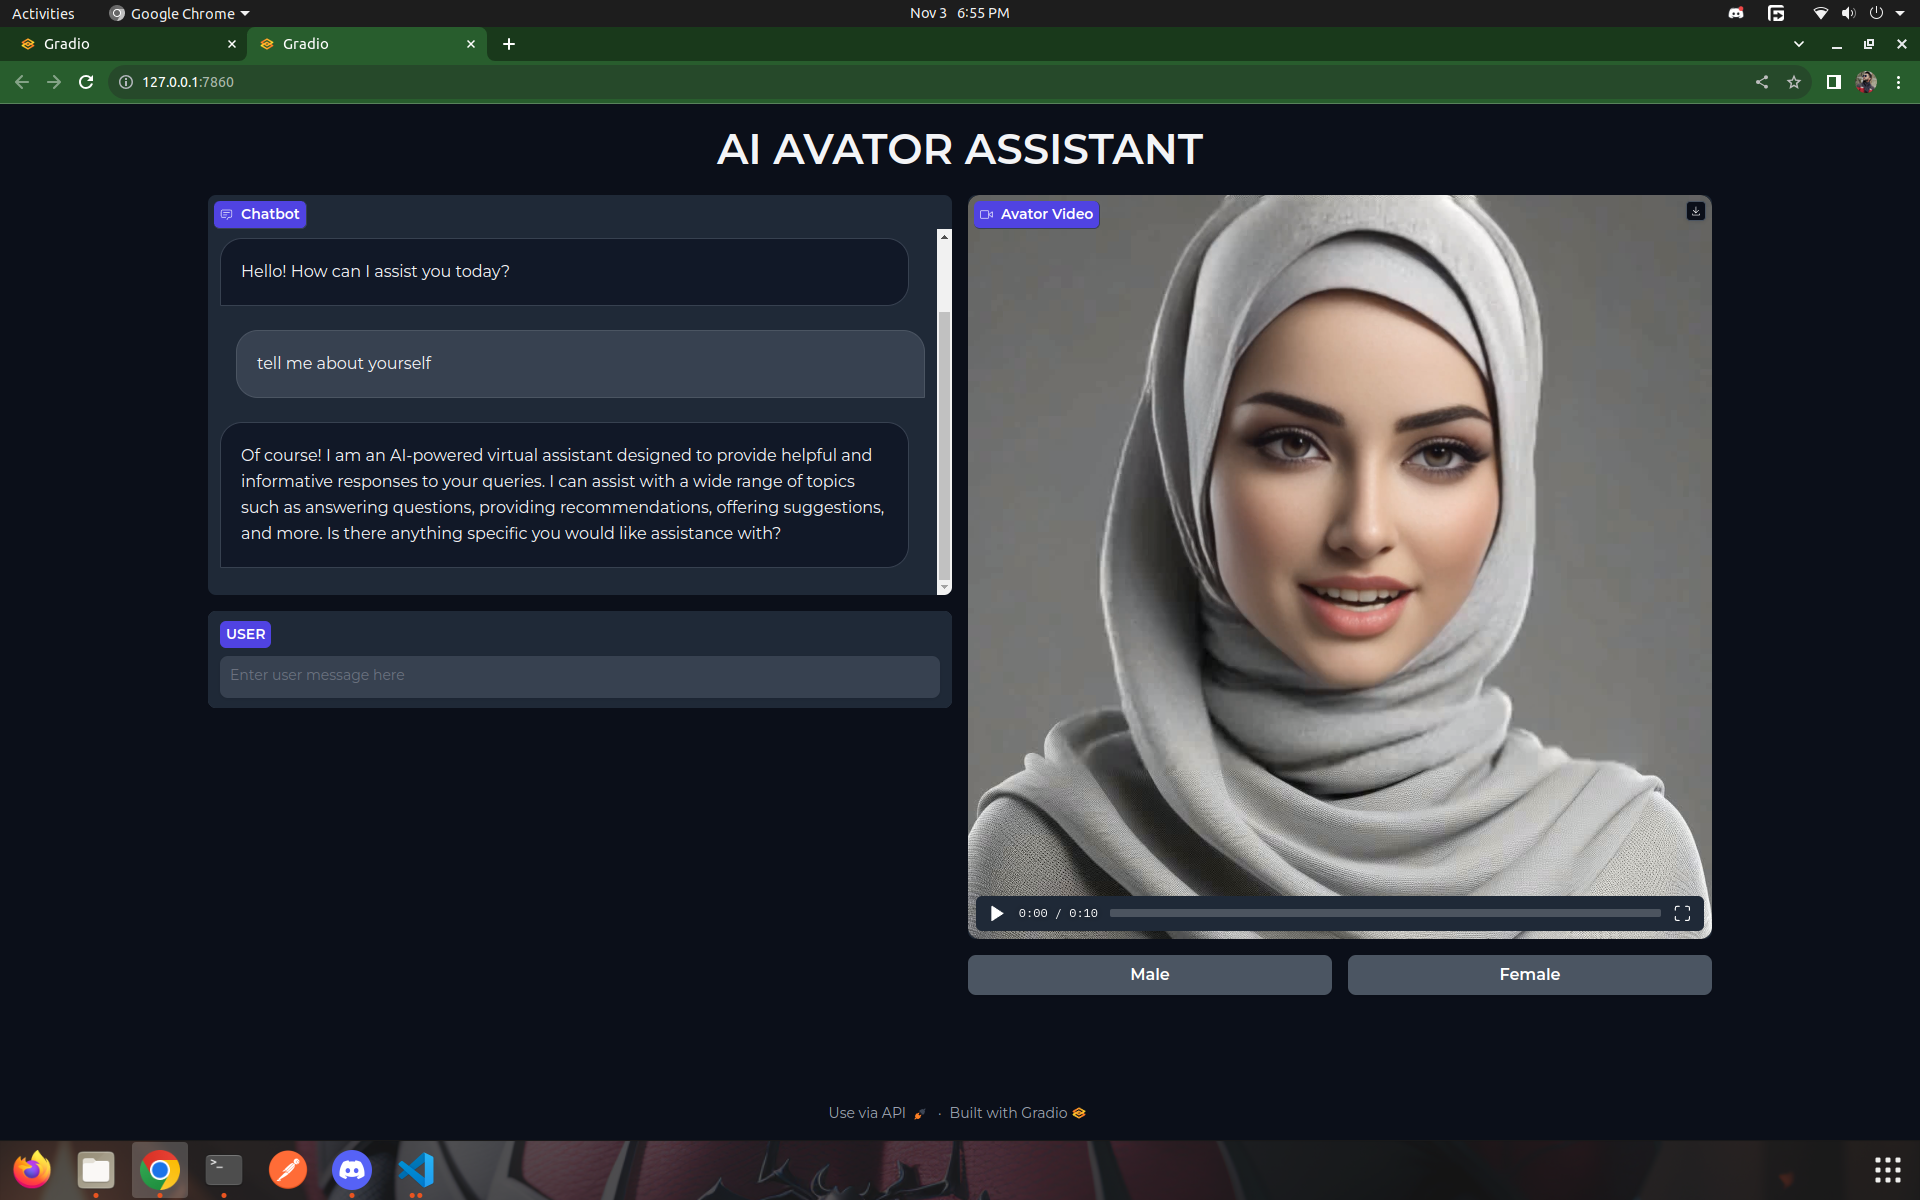 Activities
Google Chrome
Nov 3 6:55 PM
Gradio
Gradio
127.0.0.1:7860
AI AVATOR ASSISTANT
Chatbot
Hello! How can I assist you today?
tell me about yourself
Of course! I am an AI-powered virtual assistant designed to provide helpful and
informative responses to your queries. I can assist with a wide range of topics
such as answering questions, providing recommendations, offering suggestions,
and more. Is there anything specific you would like assistance with?
USER
Enter user message here
Avator Video
0:00 / 0:10
Male
Female
Use via API · Built with Gradio